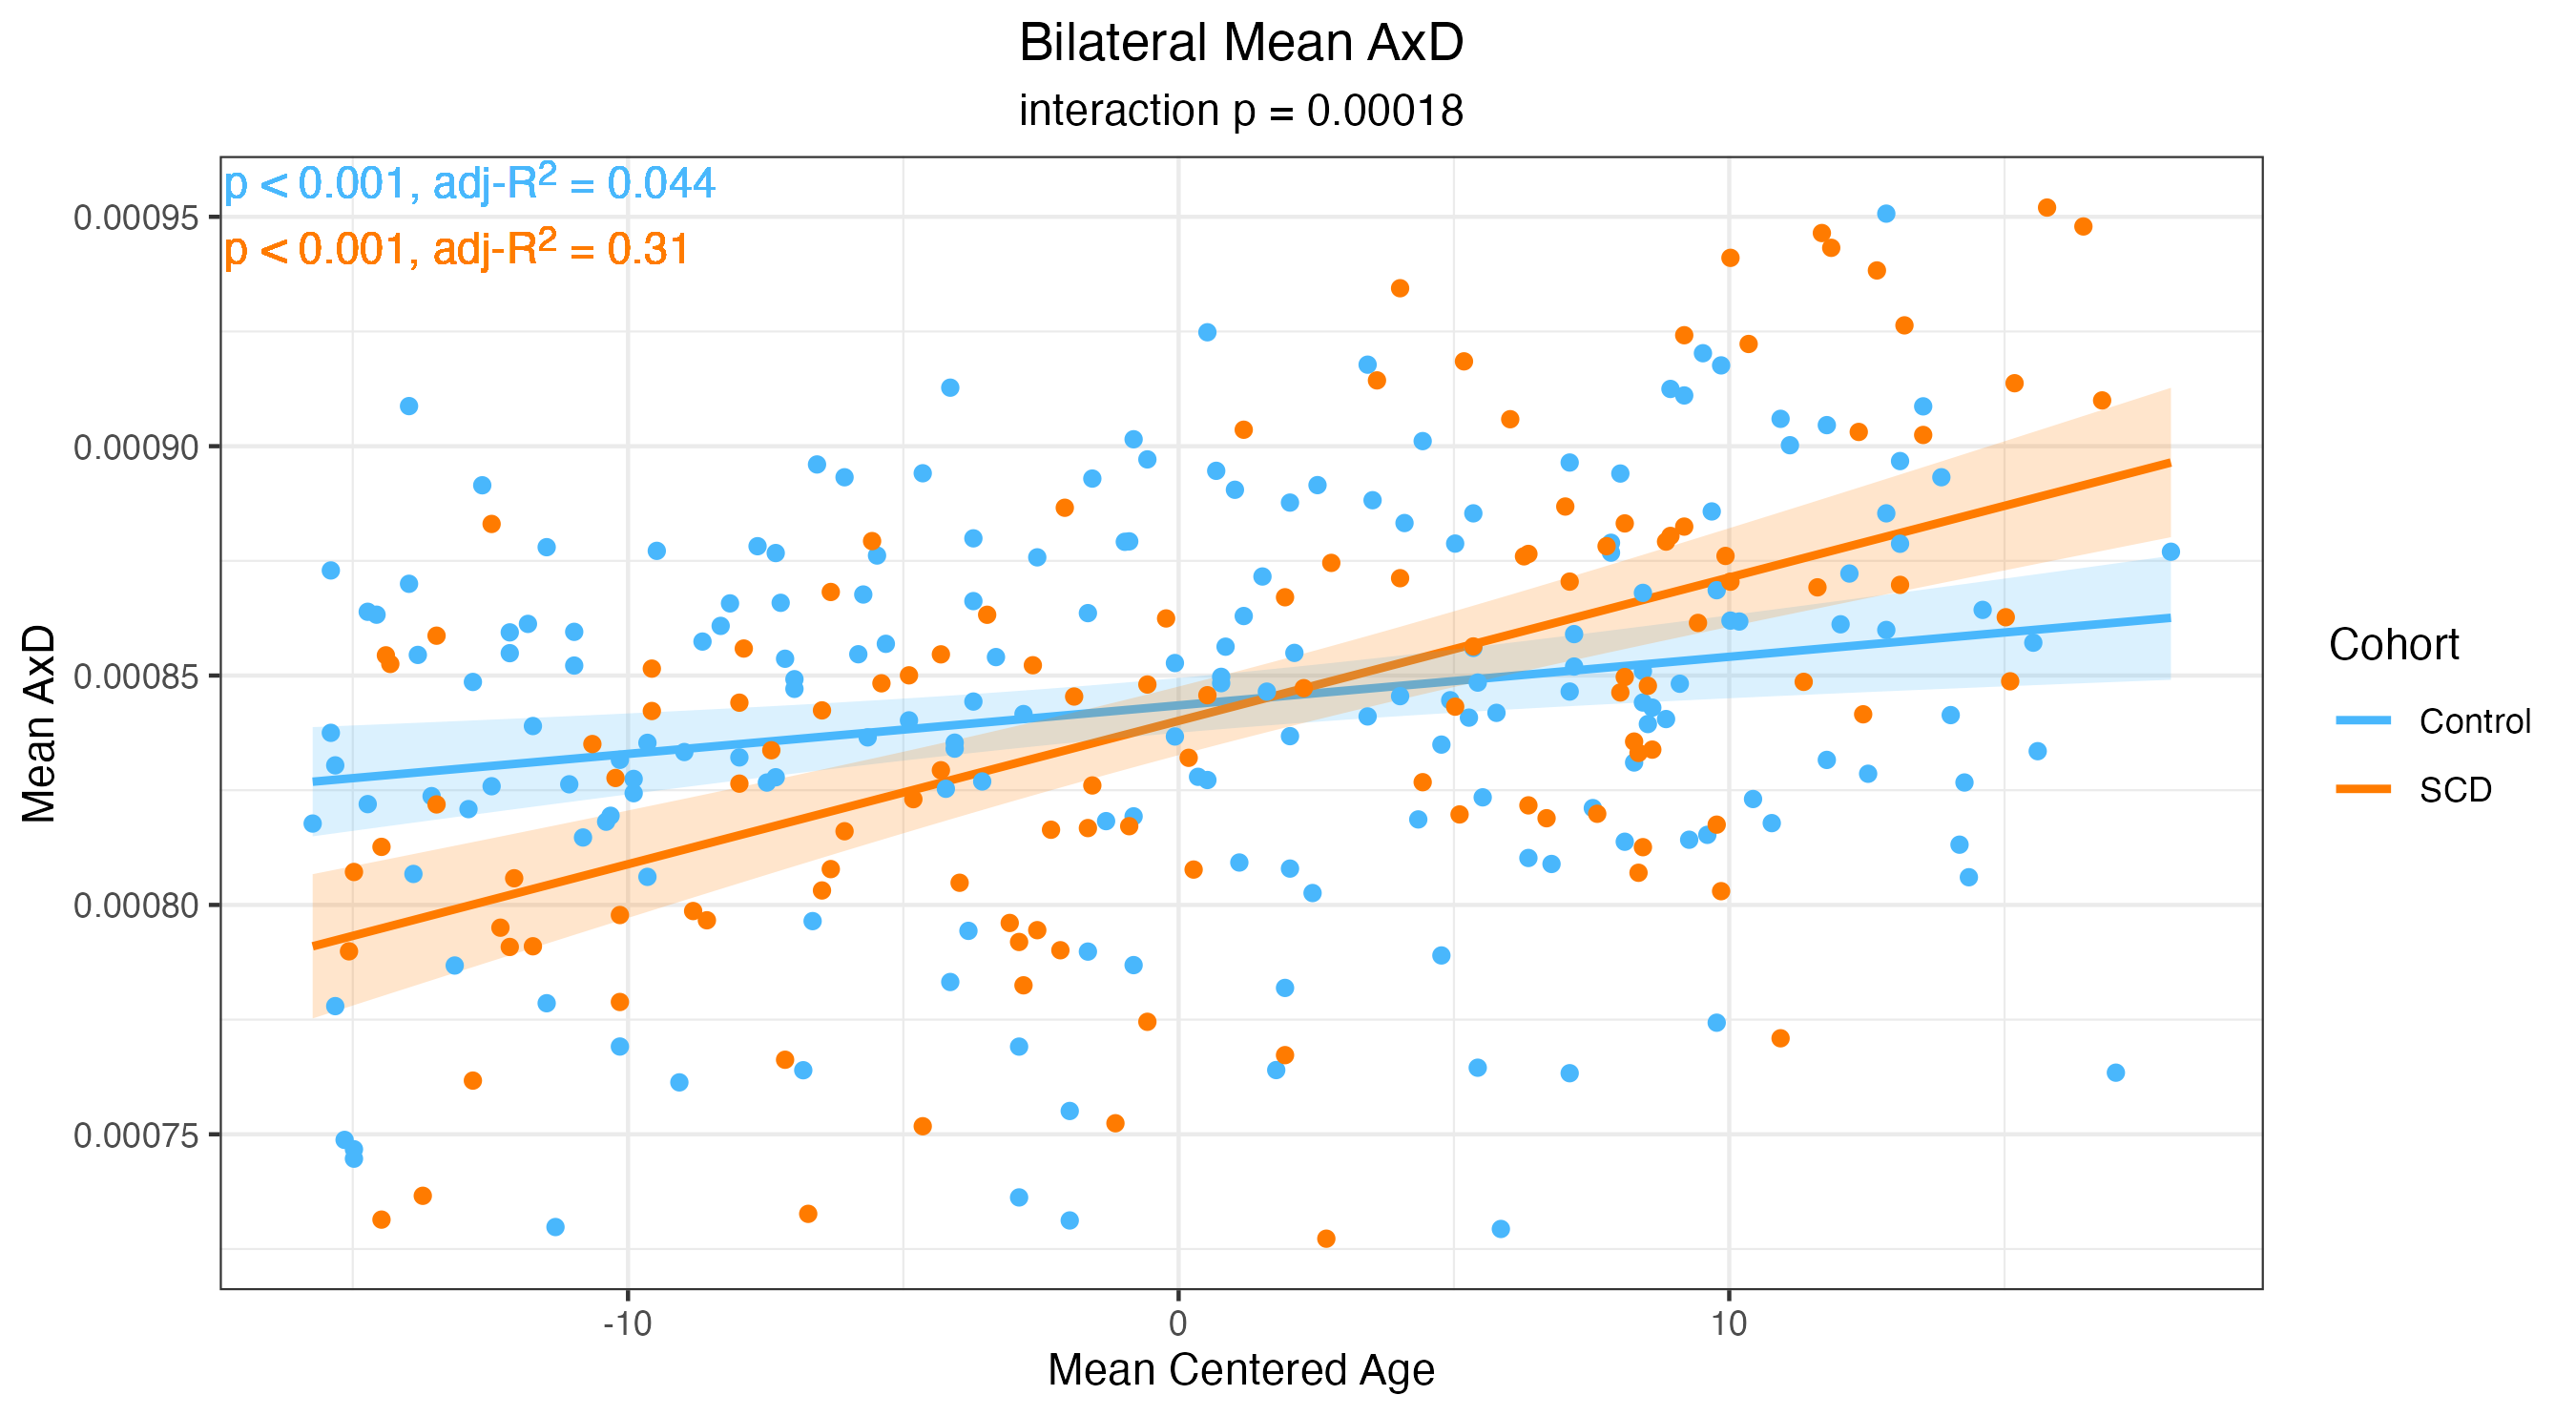 Bilateral Mean AxD
interaction p = 0.00018
p < 0.001, adj-R² = 0.044
p < 0.001, adj-R² = 0.31
0.00095
0.00090
0.00085
0.00080
0.00075
Mean AxD
-10
0
10
Mean Centered Age
Cohort
Control
SCD